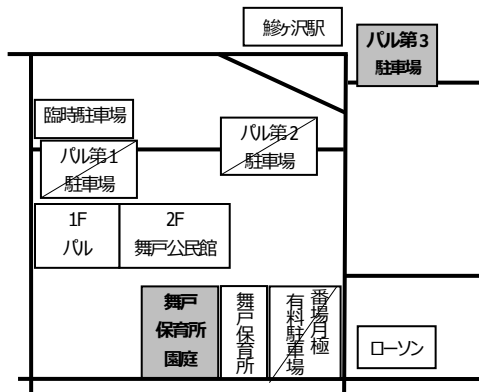 鰺ヶ沢駅
パル第3
駐車場
臨時駐車場
パル第1
駐車場
パル第2
駐車場
1F
パル
2F
舞戸公民館
舞戸
保育所
園庭
舞戸保育所
番場月極
有料駐車場
ローソン